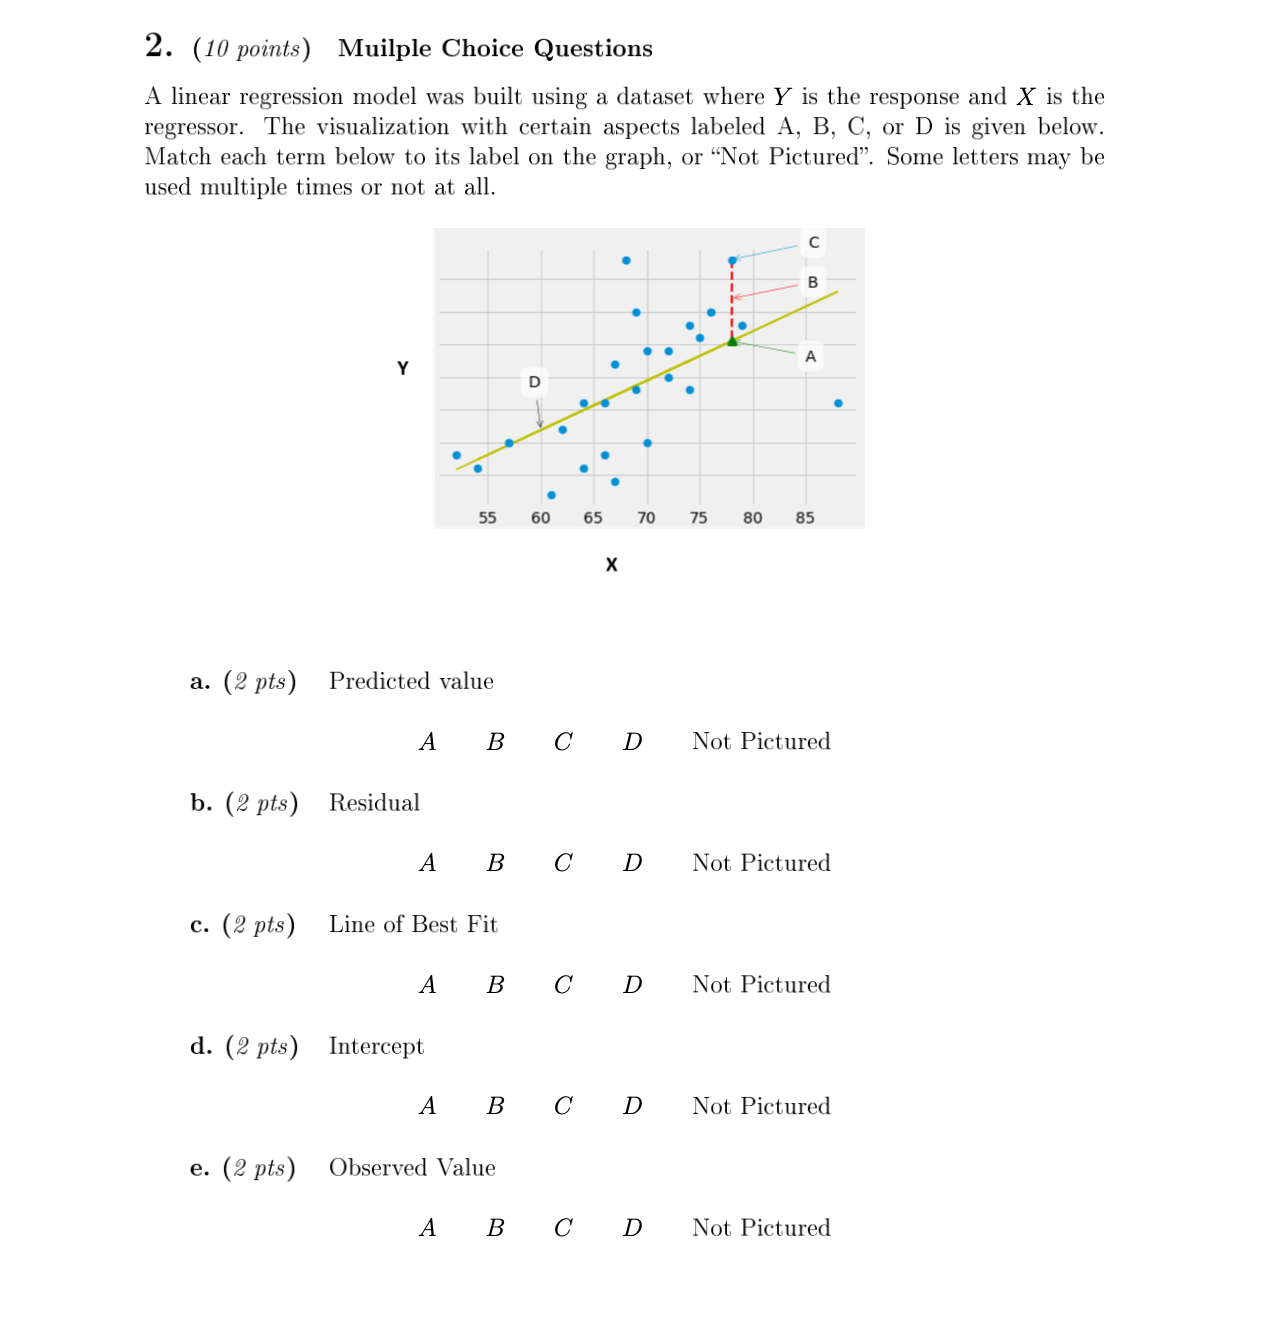 2. (10 points) Muilple Choice Questions
A linear regression model was built using a dataset where Y is the response and X is the
regressor. The visualization with certain aspects labeled A, B, C, or D is given below.
Match each term below to its label on the graph, or “Not Pictured”. Some letters may be
used multiple times or not at all.
C
B
A
D
Y
55 60 65 70 75 80 85
X
a. (2 pts) Predicted value
A B C D Not Pictured
b. (2 pts) Residual
A B C D Not Pictured
c. (2 pts) Line of Best Fit
A B C D Not Pictured
d. (2 pts) Intercept
A B C D Not Pictured
e. (2 pts) Observed Value
A B C D Not Pictured